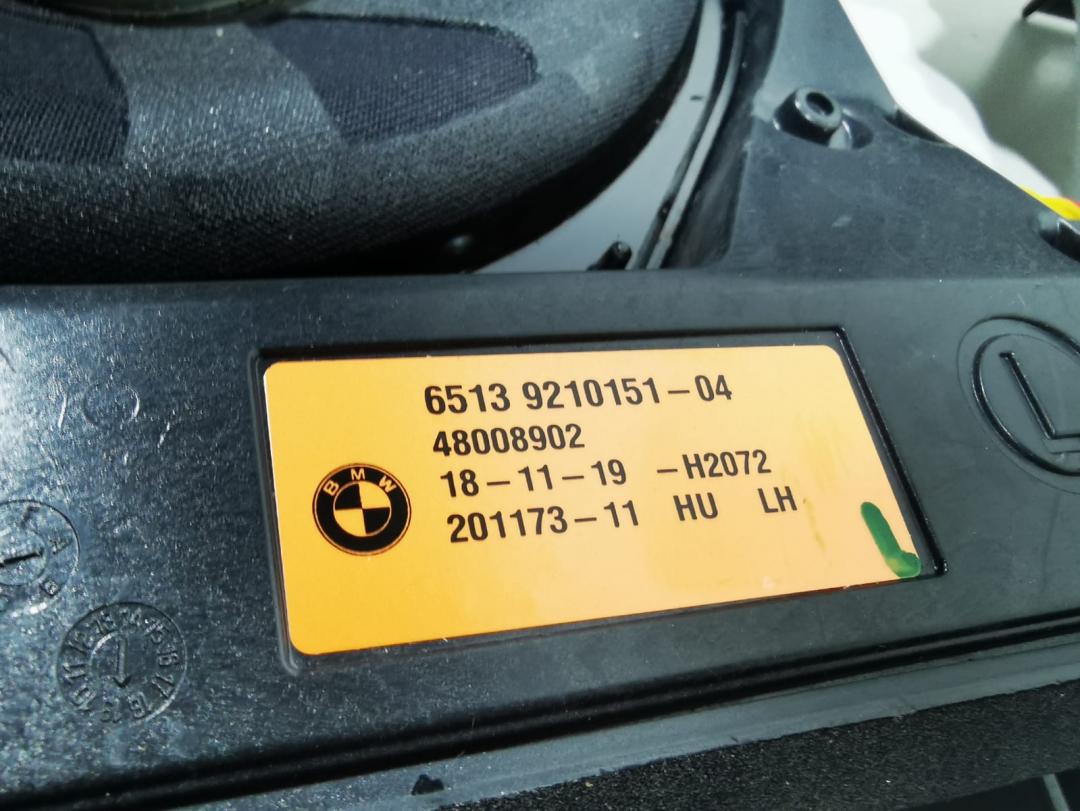 6513 9210151-04
48008902
18-11-19 -H2072
201173-11 HU LH
BMW
L